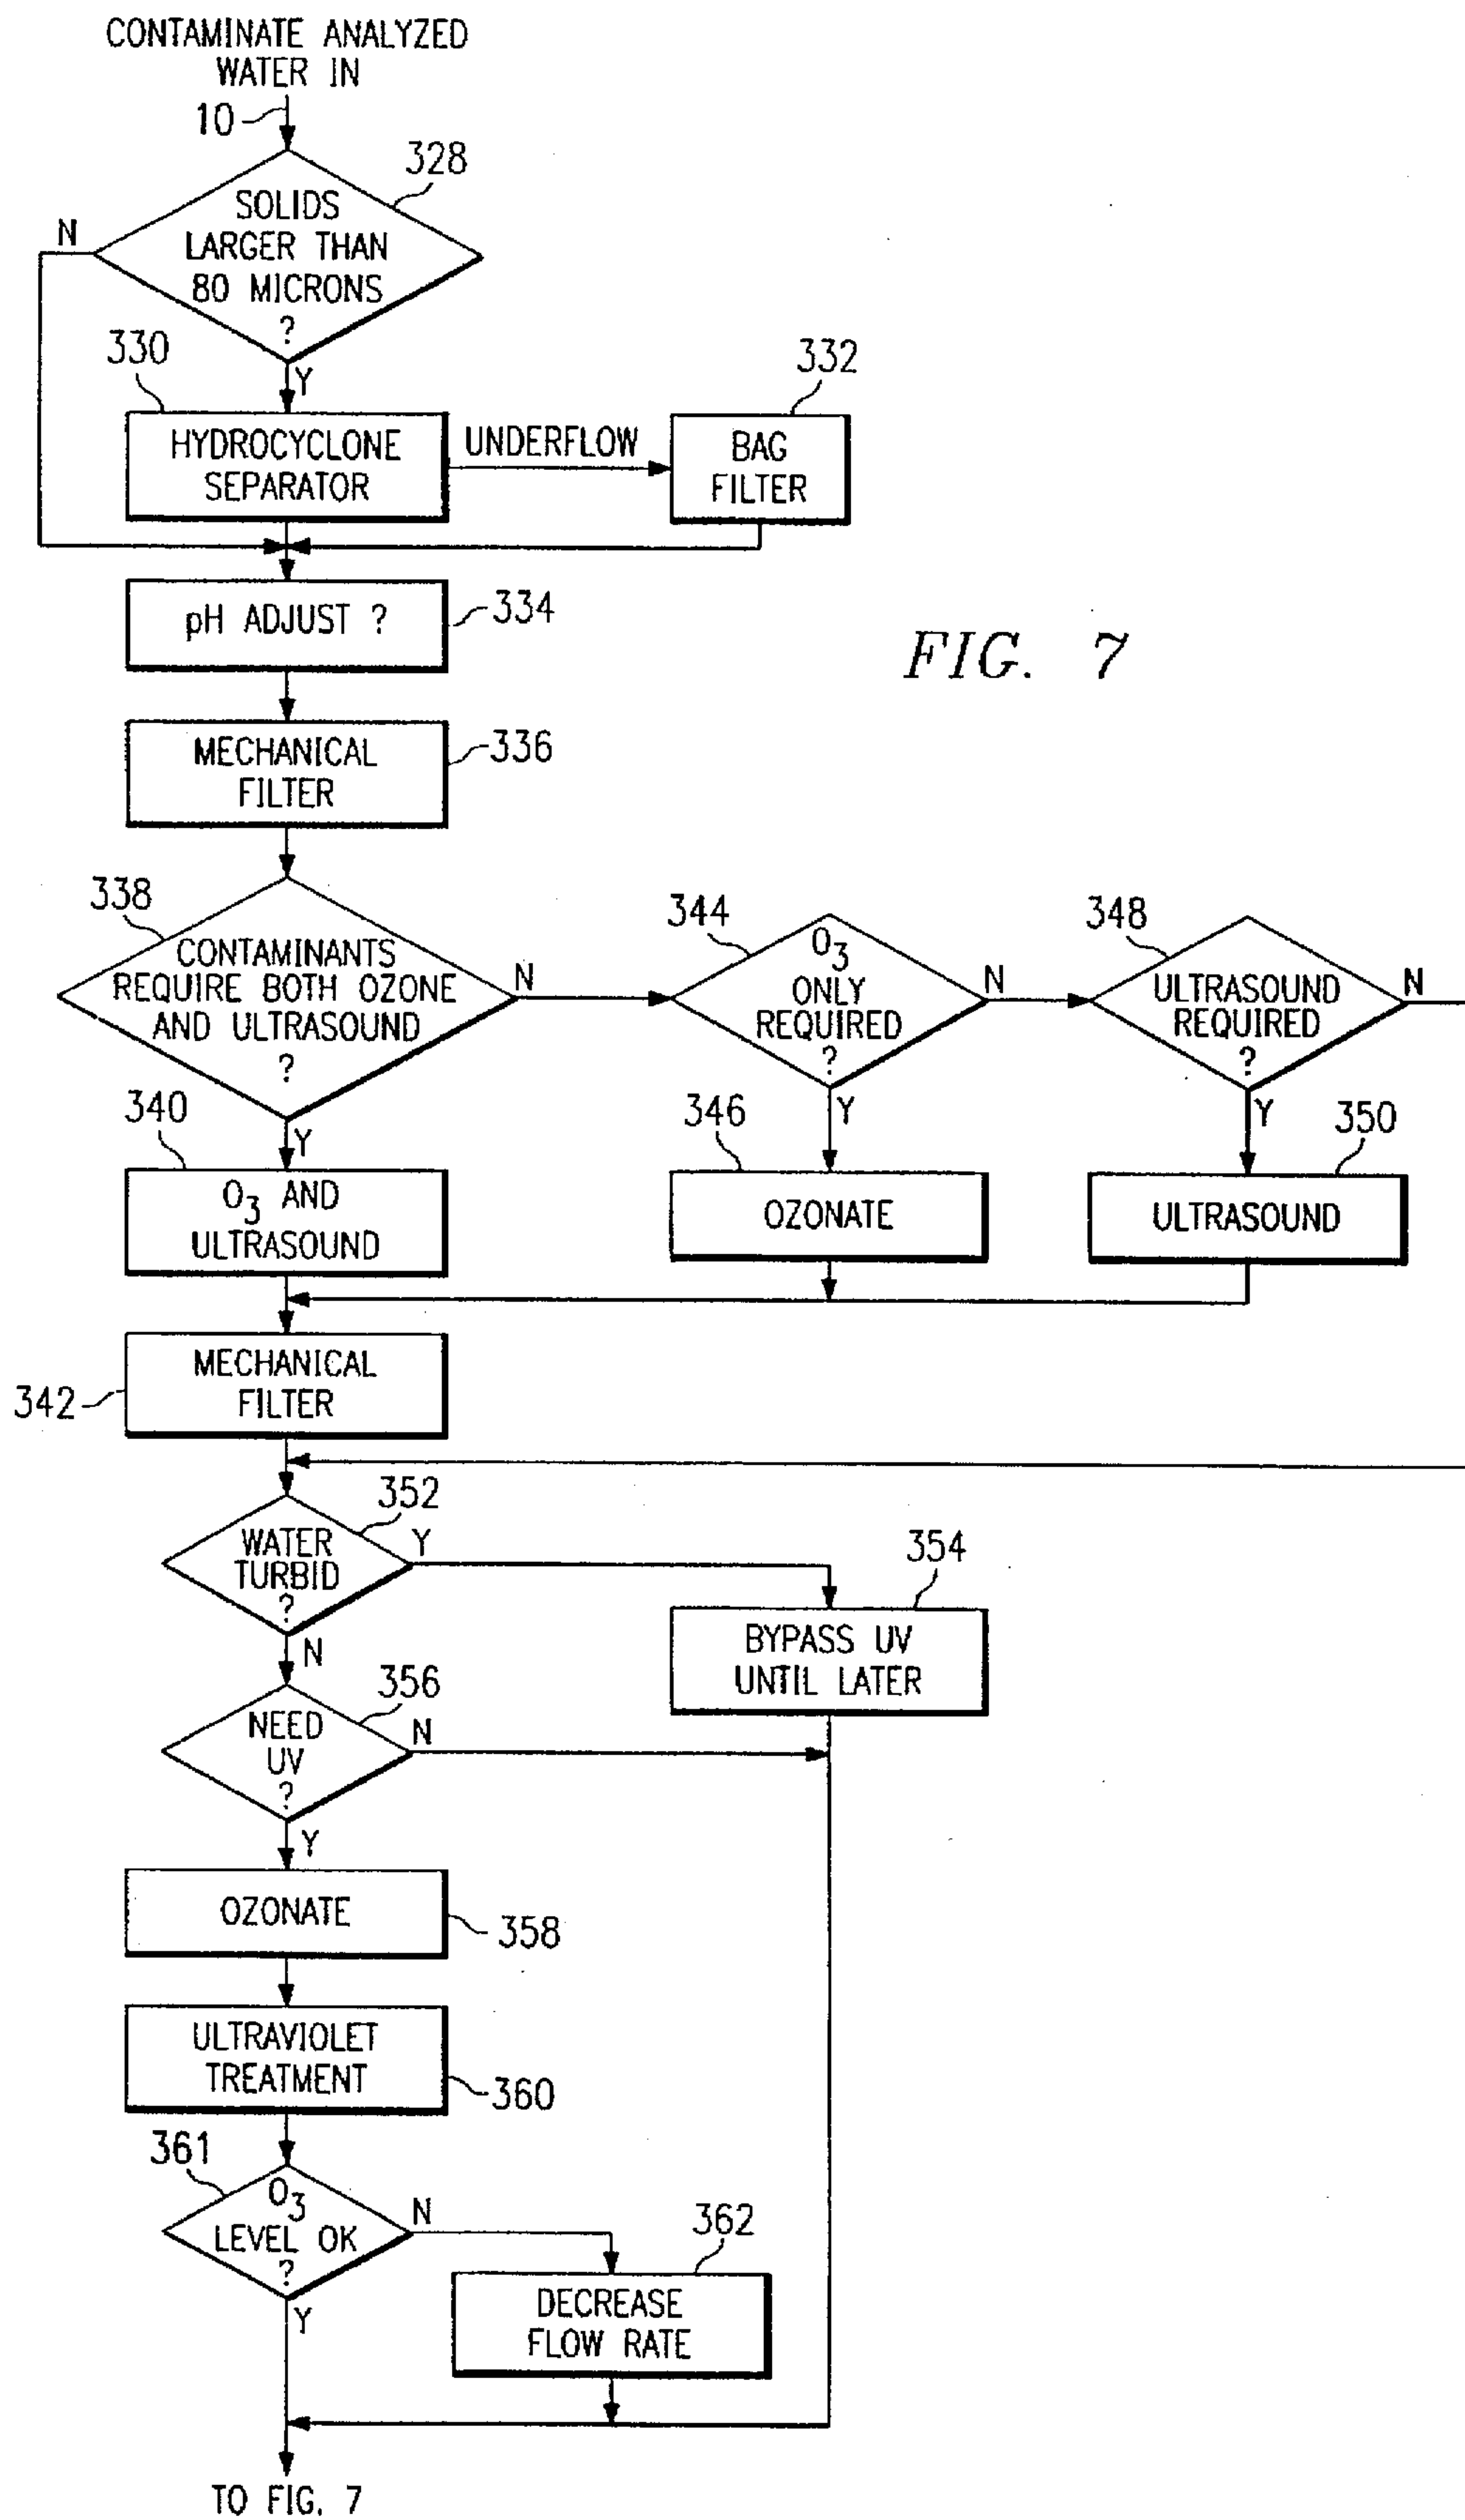 CONTAMINATE ANALYZED
WATER IN
10
328
SOLIDS
LARGER THAN
80 MICRONS
?
N
Y
330
HYDROCYCLONE
SEPARATOR
UNDERFLOW
332
BAG
FILTER
pH ADJUST ?
334
FIG. 7
MECHANICAL
FILTER
336
338
CONTAMINANTS
REQUIRE BOTH OZONE
AND ULTRASOUND
?
N
Y
344
O3
ONLY
REQUIRED
?
N
Y
348
ULTRASOUND
REQUIRED
?
N
Y
340
O3 AND
ULTRASOUND
346
OZONATE
350
ULTRASOUND
MECHANICAL
FILTER
342
352
WATER
TURBID
?
Y
N
354
BYPASS UV
UNTIL LATER
356
NEED
UV
?
N
Y
OZONATE
358
ULTRAVIOLET
TREATMENT
360
361
O3
LEVEL OK
?
N
Y
362
DECREASE
FLOW RATE
TO FIG. 7